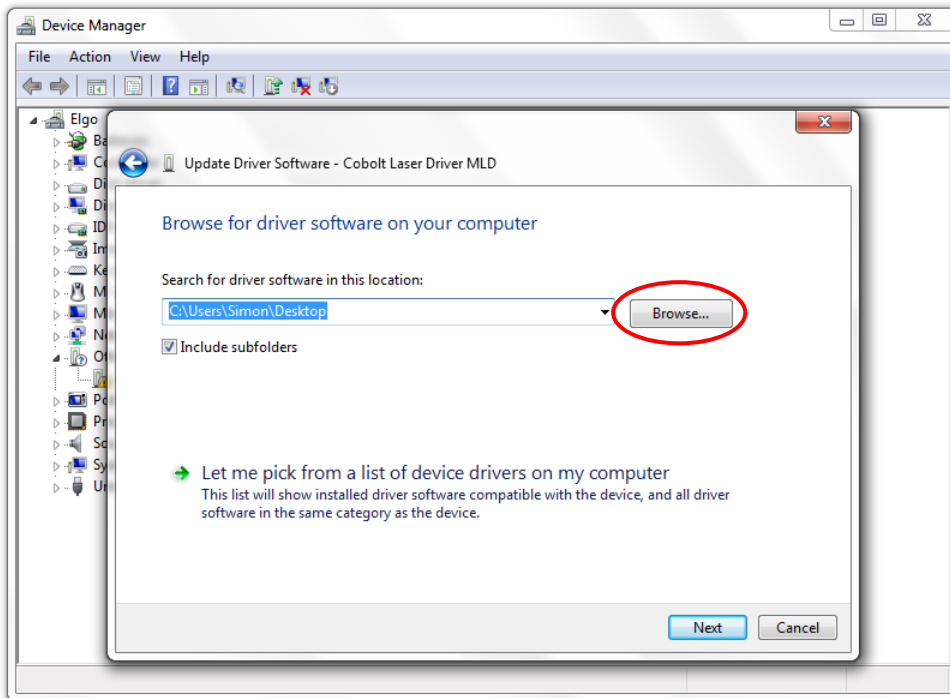 Device Manager
File Action View Help
Elgo
Update Driver Software - Cobolt Laser Driver MLD
Browse for driver software on your computer
Search for driver software in this location:
C:\Users\Simon\Desktop
Browse...
Include subfolders
Let me pick from a list of device drivers on my computer
This list will show installed driver software compatible with the device, and all driver
software in the same category as the device.
Next Cancel